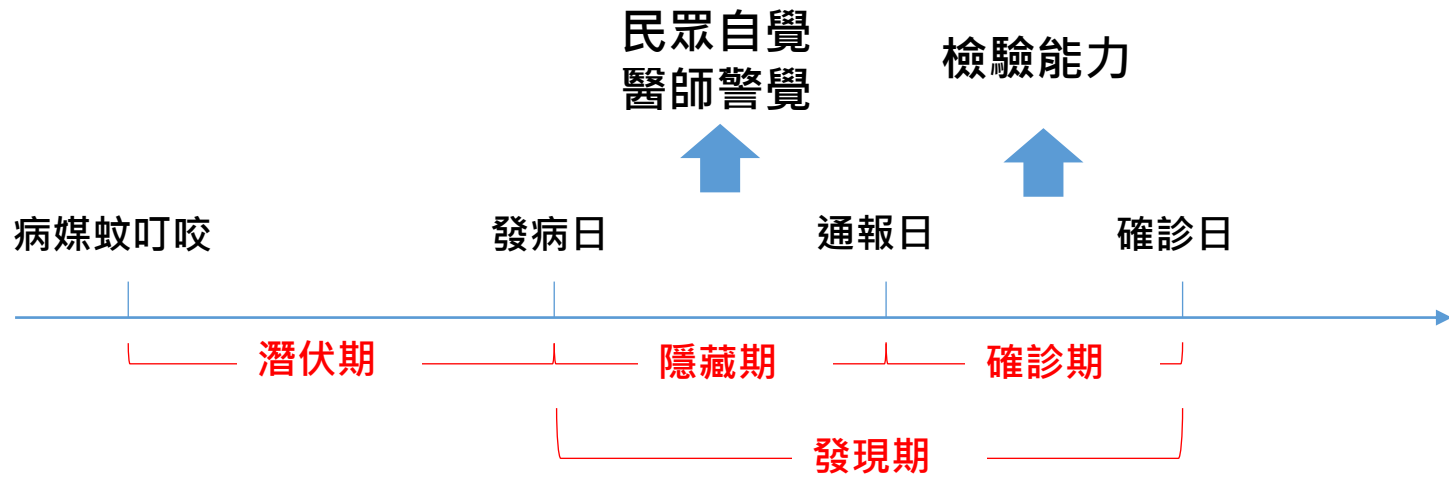 民眾自覺
醫師警覺
檢驗能力
病媒蚊叮咬
發病日
通報日
確診日
潛伏期
隱藏期
確診期
發現期